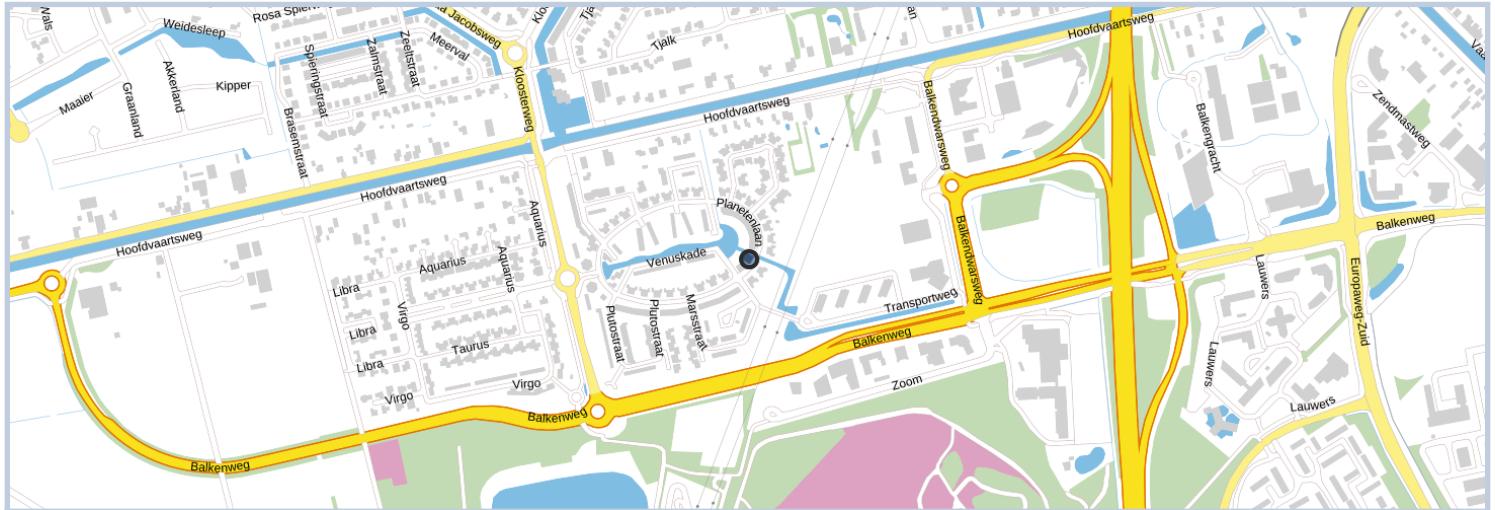 Weidesleep
Rosa Spier
Jacobsweg
Meerval
Tjalk
Hoofdvaartsweg
Spieringstraat
Zalmstraat
Zeeltstraat
Kloosterweg
Maaier
Graanland
Akkerland
Kipper
Brasemstraat
Hoofdvaartsweg
Balkendwarsweg
Balkengracht
Zendmastweg
Hoofdvaartsweg
Hoofdvaartsweg
Aquarius
Planetenlaan
Balkendwarsweg
Balkenweg
Aquarius
Aquarius
Venuskade
Lauwers
Europaweg-Zuid
Libra
Virgo
Libra
Libra
Taurus
Virgo
Virgo
Plutostraat
Plutostraat
Marsstraat
Transportweg
Balkenweg
Zoom
Lauwers
Lauwers
Balkenweg
Balkenweg